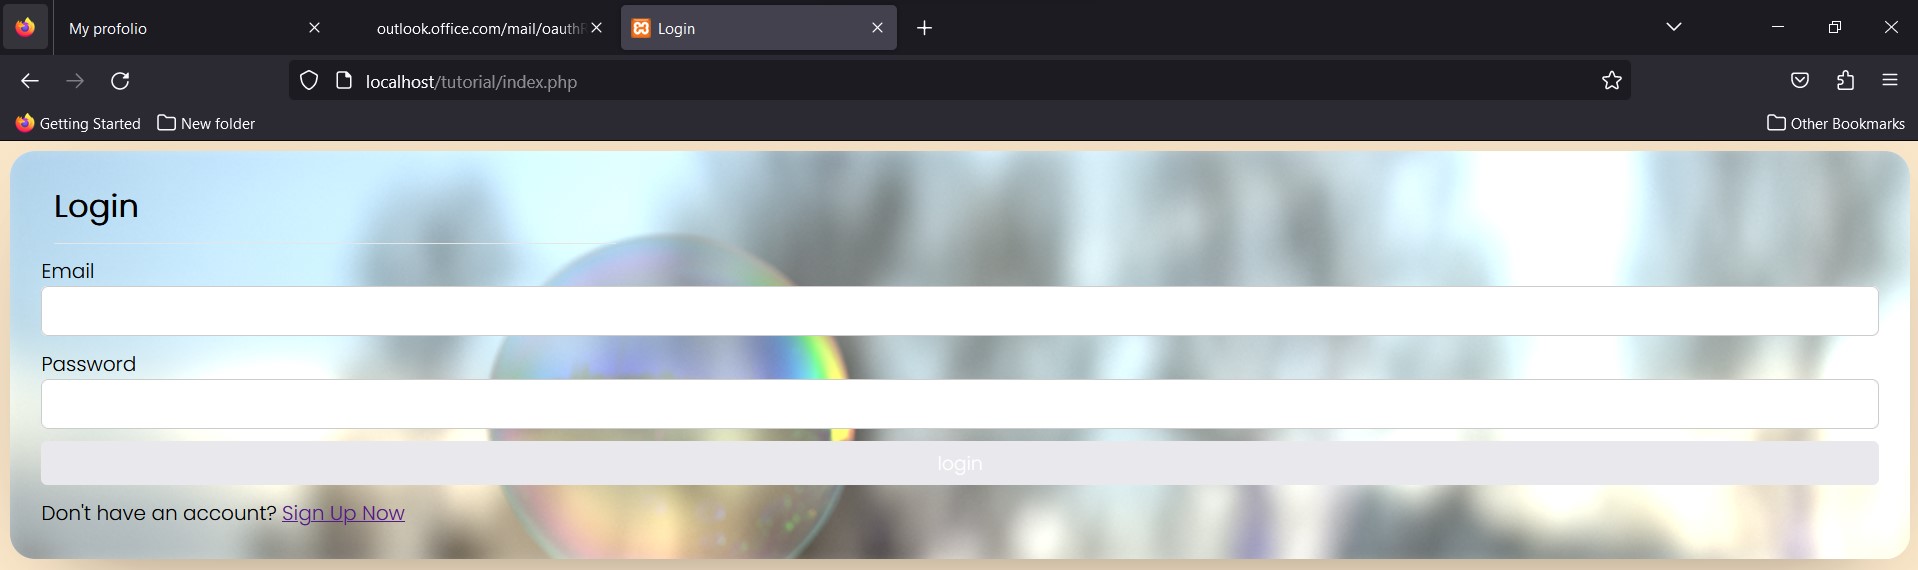 My profolio
outlook.office.com/mail/oauth
Login
localhost/tutorial/index.php
Getting Started
New folder
Other Bookmarks
Login
Email
Password
login
Don't have an account? Sign Up Now